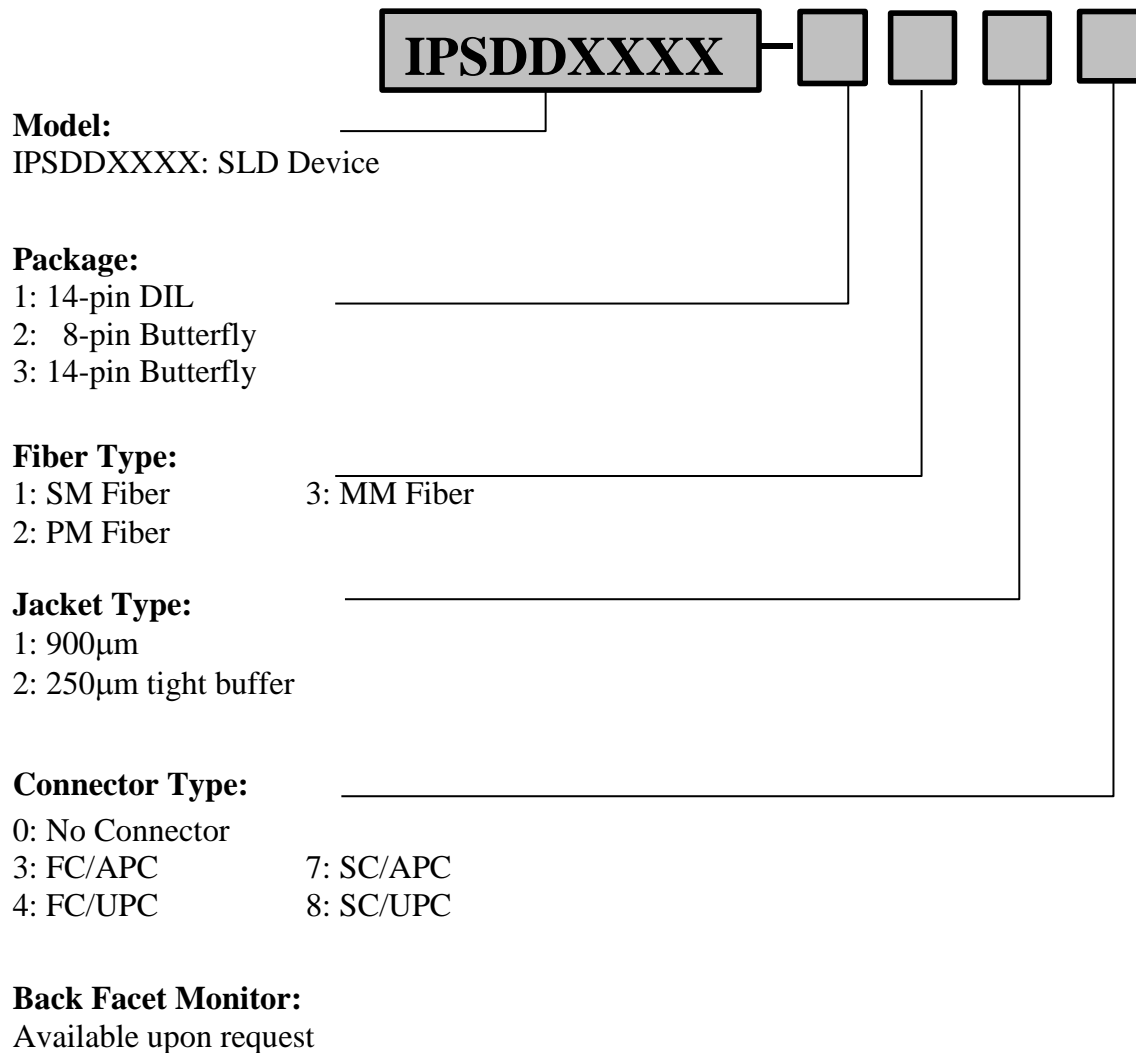 IPSDDXXXX
Model:
IPSDDXXXX: SLD Device
Package:
1: 14-pin DIL
2: 8-pin Butterfly
3: 14-pin Butterfly
Fiber Type:
1: SM Fiber 3: MM Fiber
2: PM Fiber
Jacket Type:
1: 900μm
2: 250μm tight buffer
Connector Type:
0: No Connector
3: FC/APC 7: SC/APC
4: FC/UPC 8: SC/UPC
Back Facet Monitor:
Available upon request